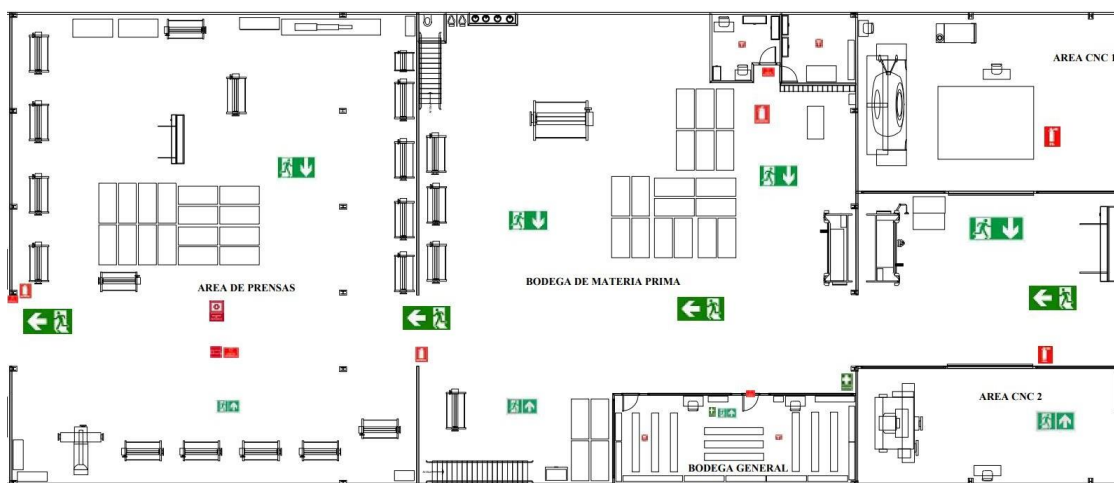 AREA CNC 1
AREA DE PRENSAS
BODEGA DE MATERIA PRIMA
AREA CNC 2
BODEGA GENERAL